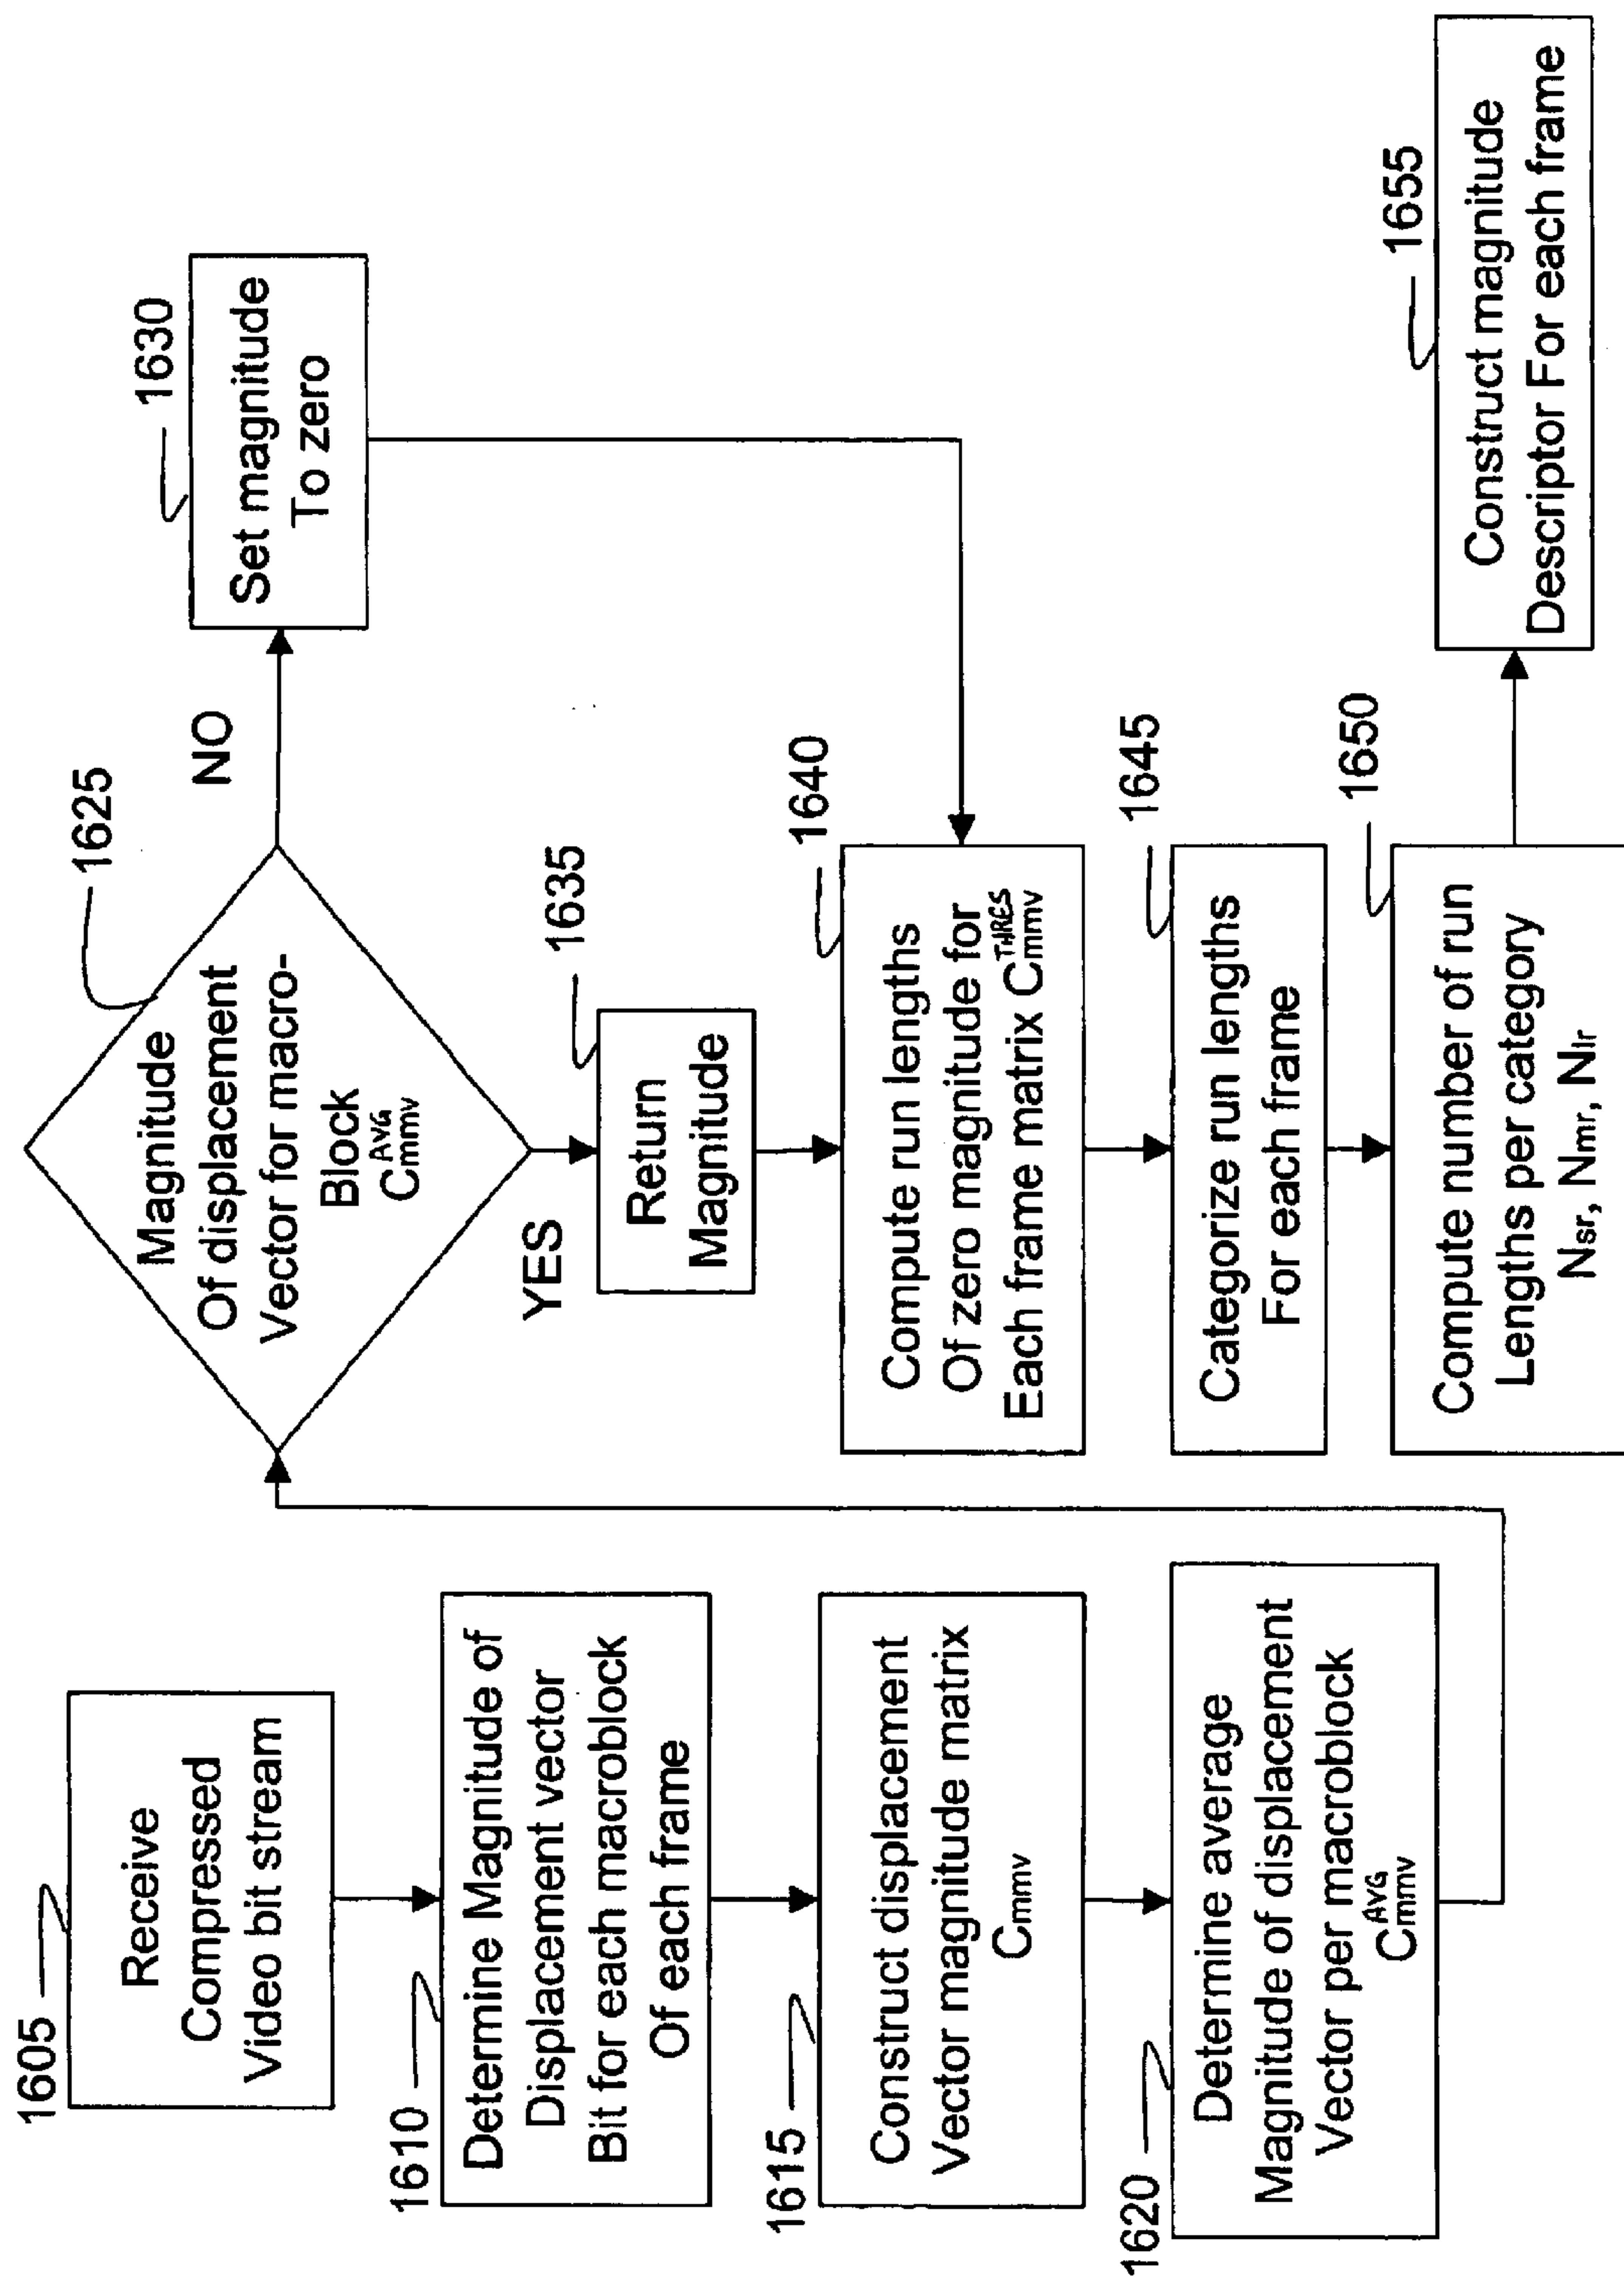 1605
Receive
Compressed
Video bit stream
1610
Determine Magnitude of
Displacement vector
Bit for each macroblock
Of each frame
1615
Construct displacement
Vector magnitude matrix
Cmmv
1620
Determine average
Magnitude of displacement
Vector per macroblock
C AVG mmv
1625
Magnitude
Of displacement
Vector for macro-
Block
C AVG mmv
NO
1630
Set magnitude
To zero
YES
1635
Return
Magnitude
1640
Compute run lengths
Of zero magnitude for
Each frame matrix C THRES mmv
1645
Categorize run lengths
For each frame
1650
Compute number of run
Lengths per category
Nsr, Nmr, Nlr
1655
Construct magnitude
Descriptor For each frame